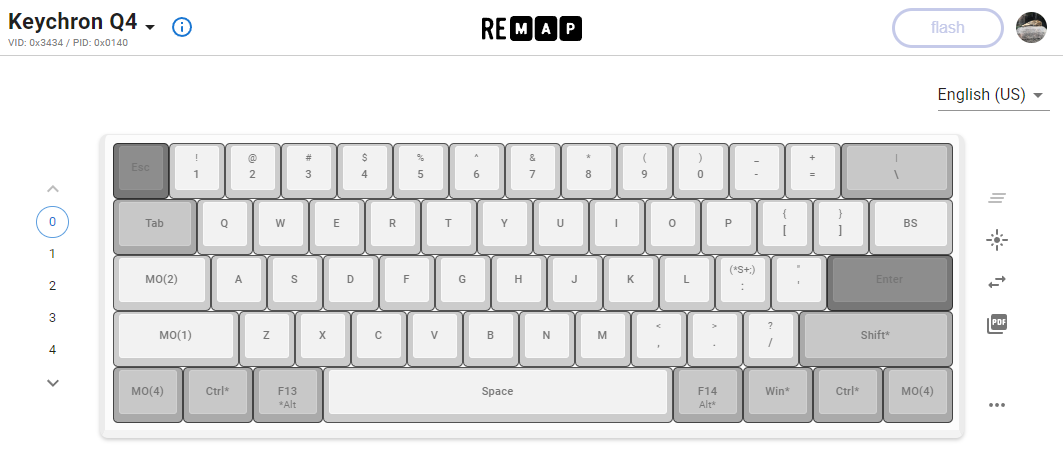 Keychron Q4
VID: 0x3434 / PID: 0x0140
REMAP
flash
English (US)
Esc ! 1 @ 2 # 3 $ 4 % 5 ^ 6 & 7 * 8 ( 9 ) 0 _ - + = | \
Tab Q W E R T Y U I O P { [ } ] BS
MO(2) A S D F G H J K L (*S+;) : " ' Enter
MO(1) Z X C V B N M < , > . ? / Shift*
MO(4) Ctrl* F13 *Alt Space F14 Alt* Win* Ctrl* MO(4)
0
1
2
3
4
PDF